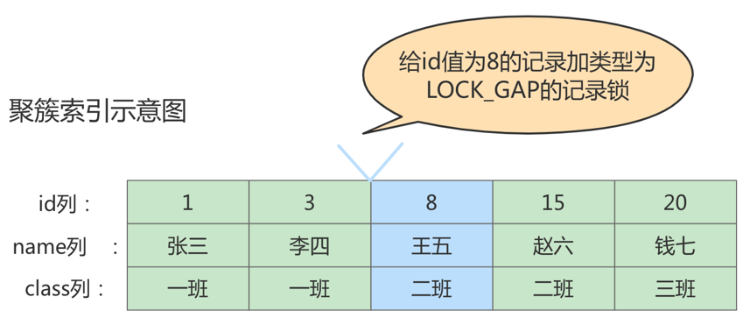 给id值为8的记录加类型为
LOCK_GAP的记录锁
聚簇索引示意图
id列： 1 3 8 15 20
name列 ： 张三 李四 王五 赵六 钱七
class列： 一班 一班 二班 二班 三班